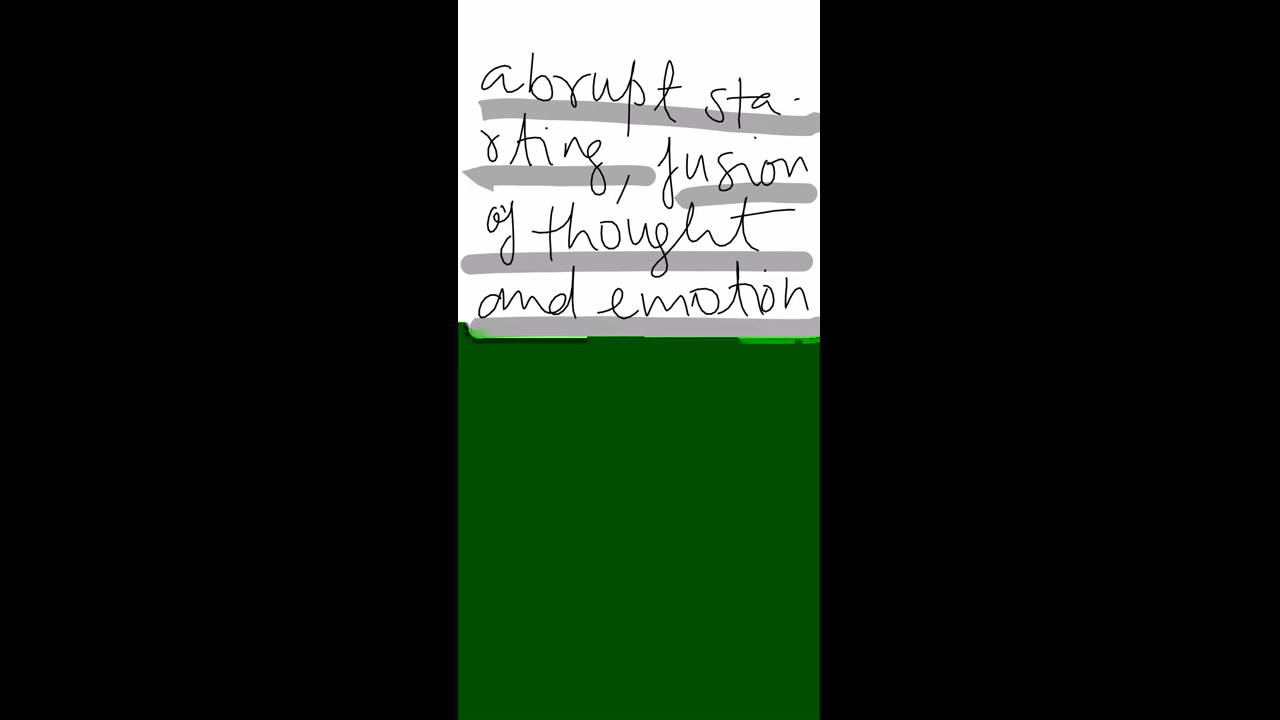 abrupt sta-
rting, fusion
of thought
and emotion